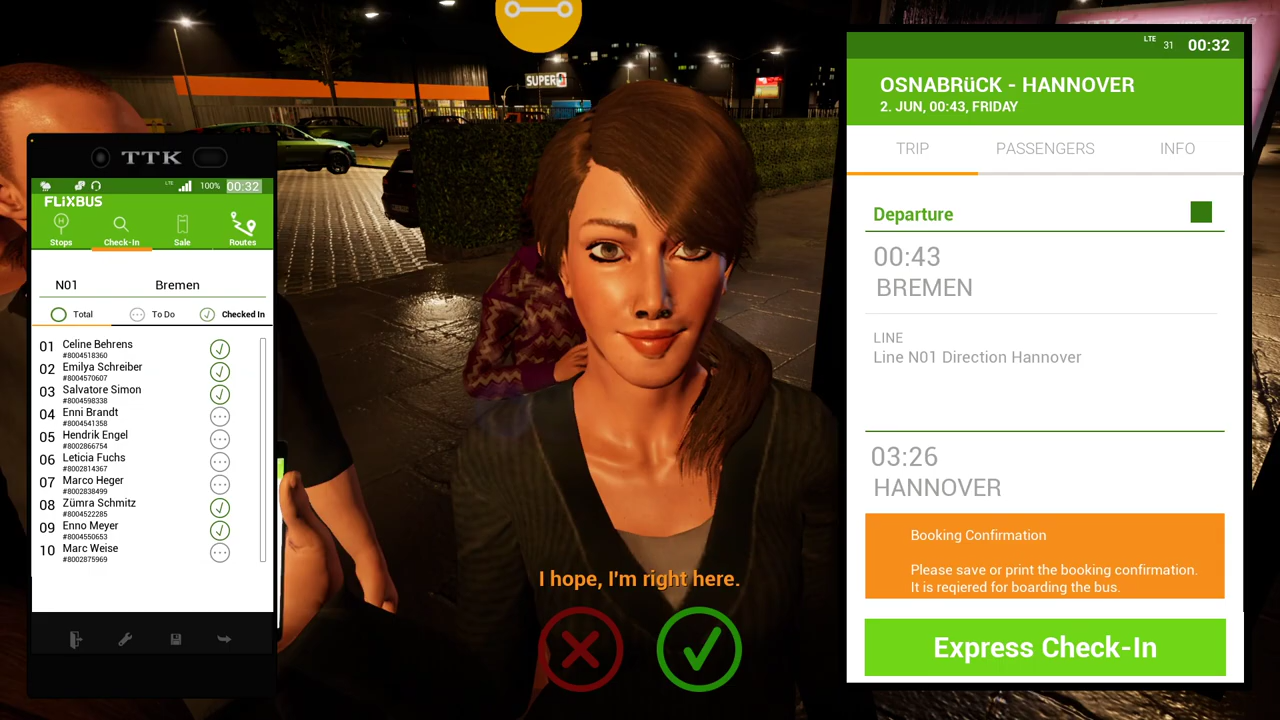 SUPER
TTK
LTE
100%
00:32
FLiXBUS
Stops
Check-In
Sale
Routes
N01
Bremen
Total
To Do
Checked In
01
Celine Behrens
#8004518360
02
Emilya Schreiber
#8004570607
03
Salvatore Simon
#8004598338
04
Enni Brandt
#8004541358
05
Hendrik Engel
#8002866754
06
Leticia Fuchs
#8002814367
07
Marco Heger
#8002838499
08
Zümra Schmitz
#8004522285
09
Enno Meyer
#8004550653
10
Marc Weise
#8002875969
I hope, I'm right here.
LTE
31
00:32
OSNABRüCK - HANNOVER
2. JUN, 00:43, FRIDAY
TRIP
PASSENGERS
INFO
Departure
00:43
BREMEN
LINE
Line N01 Direction Hannover
03:26
HANNOVER
Booking Confirmation
Please save or print the booking confirmation.
It is reqiered for boarding the bus.
Express Check-In